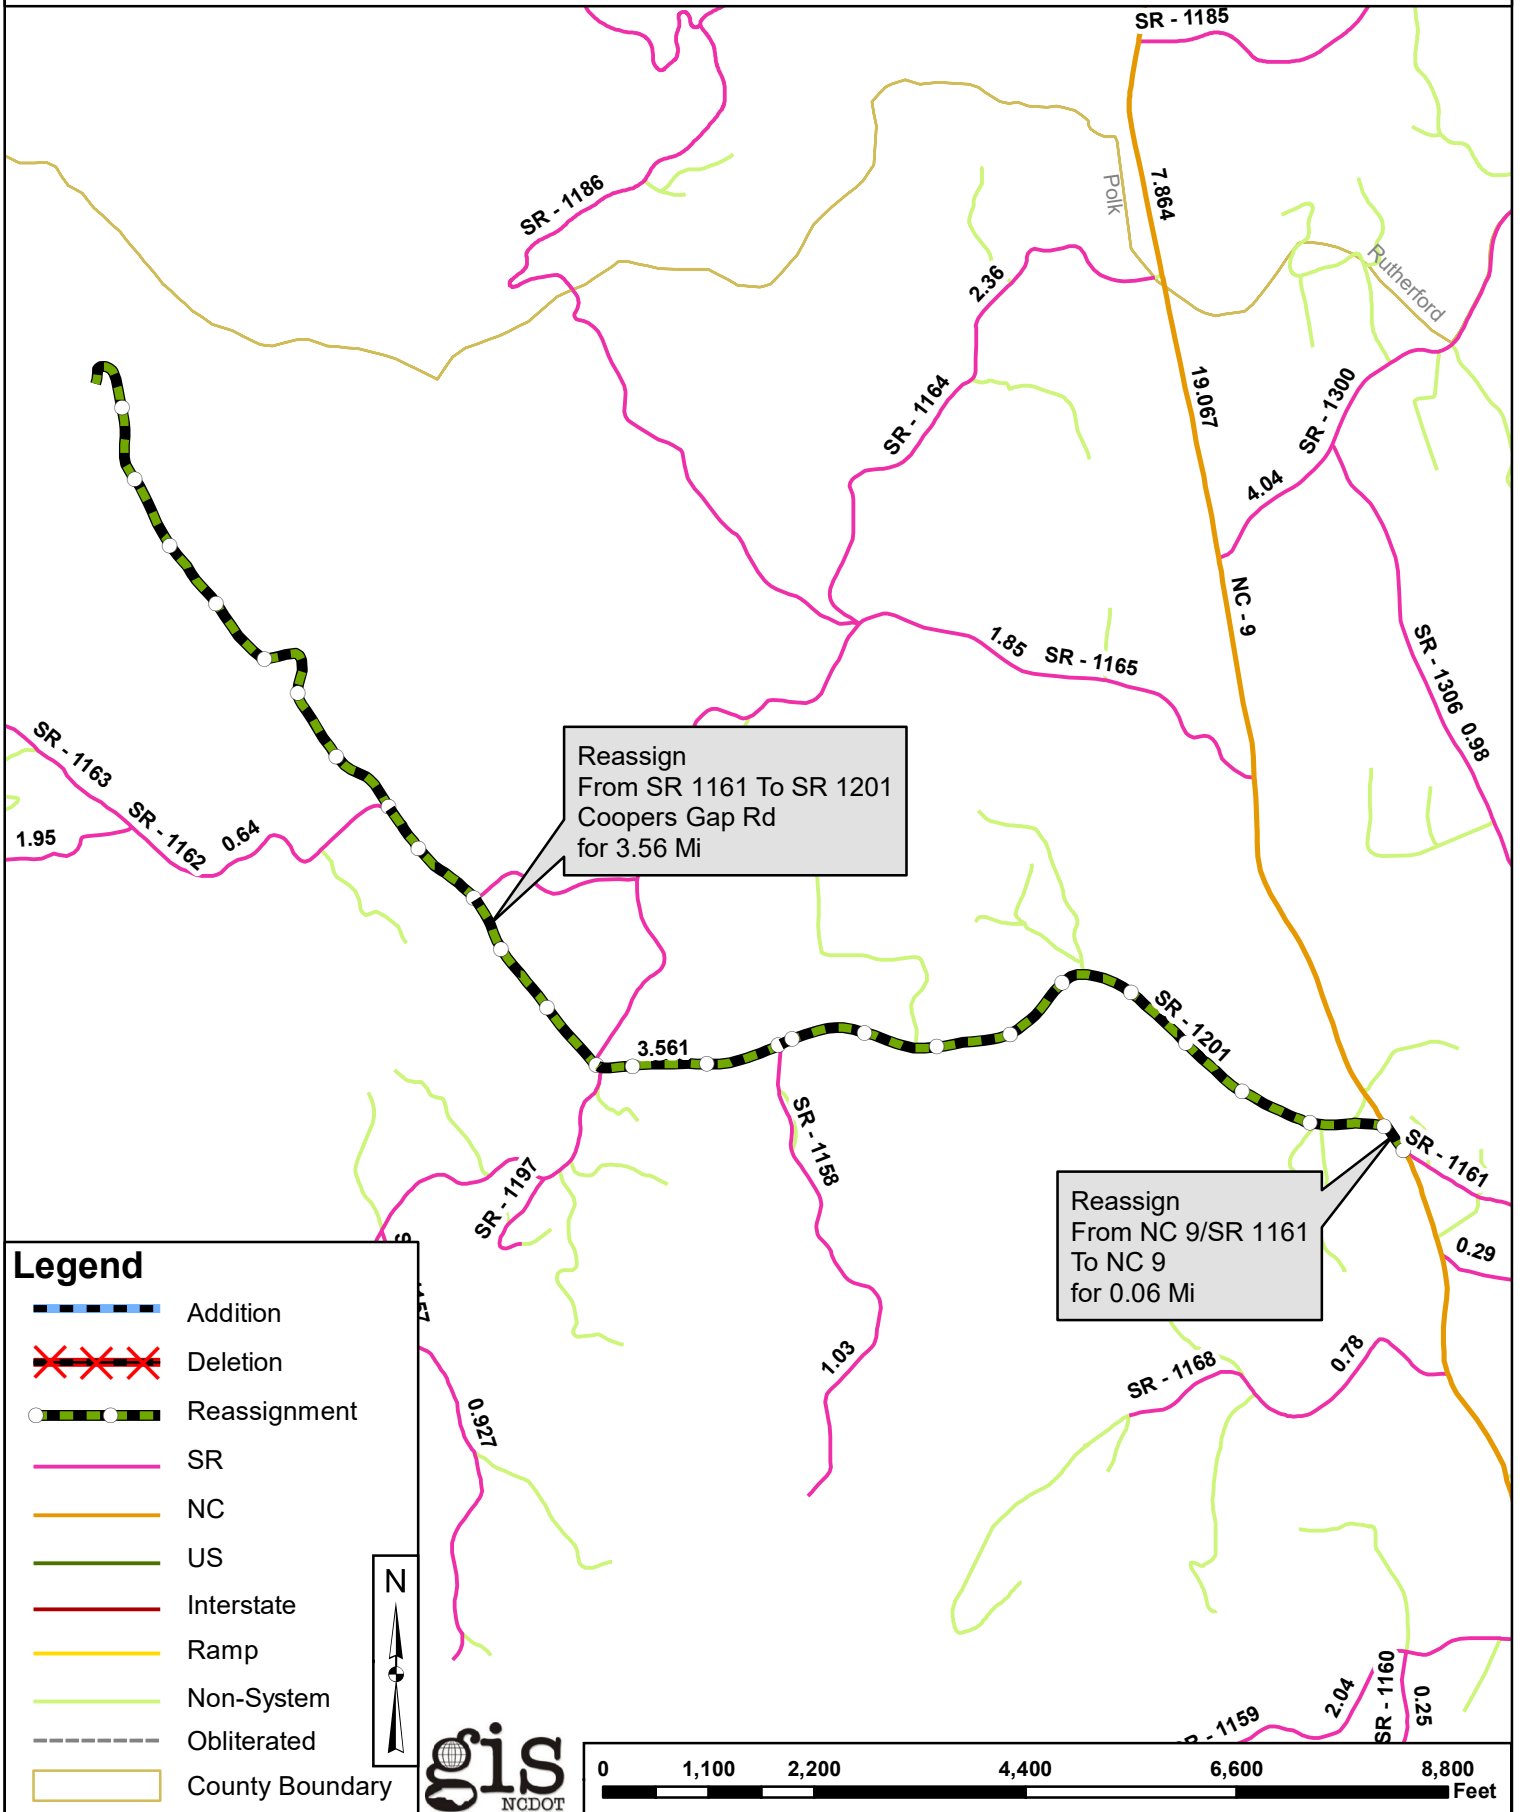 SR - 1185
SR - 1186
Polk
7.864
Rutherford
2.36
SR - 1164
19.067
SR - 1300
4.04
NC - 9
1.85
SR - 1165
SR - 1306
0.98
SR - 1163
SR - 1162
0.64
1.95
Reassign
From SR 1161 To SR 1201
Coopers Gap Rd
for 3.56 Mi
3.561
SR - 1201
SR - 1158
SR - 1197
SR - 1161
Reassign
From NC 9/SR 1161
To NC 9
for 0.06 Mi
0.29
1.03
SR - 1168
0.78
0.927
2.04
SR - 1160
0.25
- 1159
Legend
Addition
Deletion
Reassignment
SR
NC
US
Interstate
Ramp
Non-System
Obliterated
County Boundary
N
gis
NCDOT
0 1,100 2,200 4,400 6,600 8,800
Feet